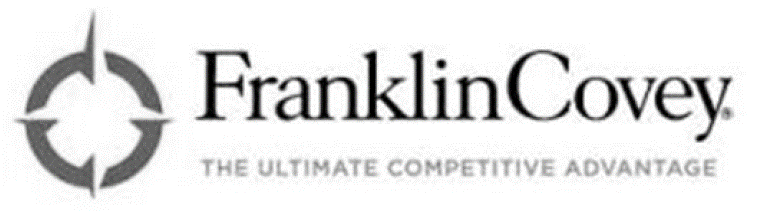 FranklinCovey®
THE ULTIMATE COMPETITIVE ADVANTAGE